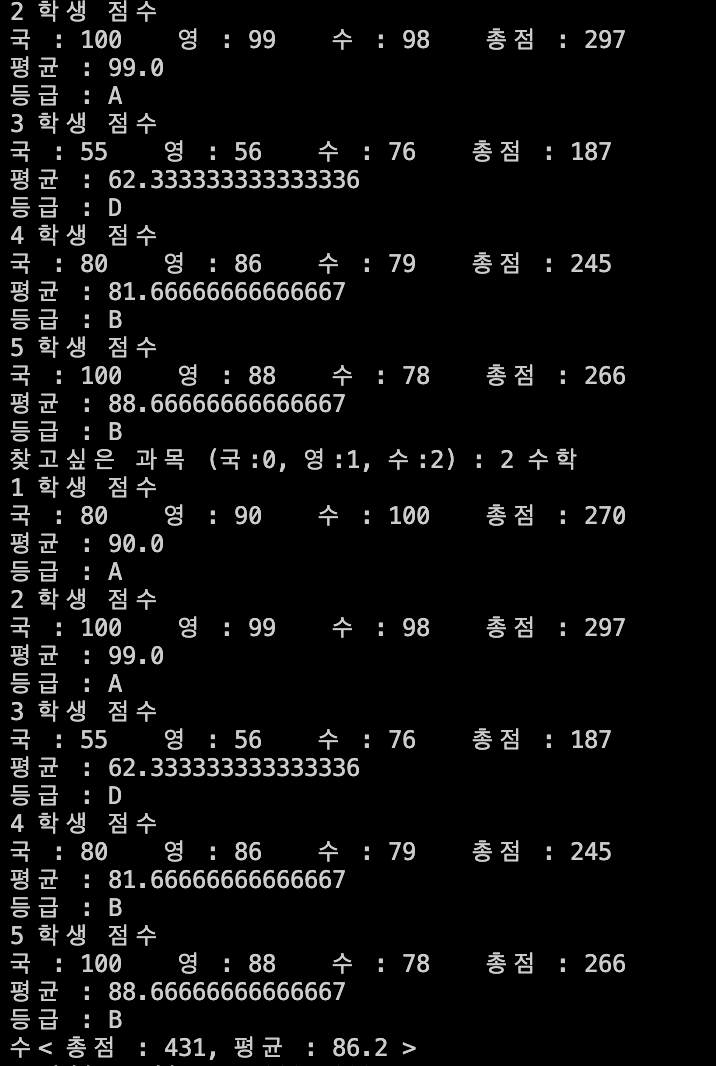 2 학생 점수
국 : 100 영 : 99 수 : 98 총점 : 297
평균 : 99.0
등급 : A
3 학생 점수
국 : 55 영 : 56 수 : 76 총점 : 187
평균 : 62.333333333333336
등급 : D
4 학생 점수
국 : 80 영 : 86 수 : 79 총점 : 245
평균 : 81.66666666666667
등급 : B
5 학생 점수
국 : 100 영 : 88 수 : 78 총점 : 266
평균 : 88.66666666666667
등급 : B
찾고싶은 과목 (국:0, 영:1, 수:2) : 2 수학
1 학생 점수
국 : 80 영 : 90 수 : 100 총점 : 270
평균 : 90.0
등급 : A
2 학생 점수
국 : 100 영 : 99 수 : 98 총점 : 297
평균 : 99.0
등급 : A
3 학생 점수
국 : 55 영 : 56 수 : 76 총점 : 187
평균 : 62.333333333333336
등급 : D
4 학생 점수
국 : 80 영 : 86 수 : 79 총점 : 245
평균 : 81.66666666666667
등급 : B
5 학생 점수
국 : 100 영 : 88 수 : 78 총점 : 266
평균 : 88.66666666666667
등급 : B
수< 총점 : 431, 평균 : 86.2 >